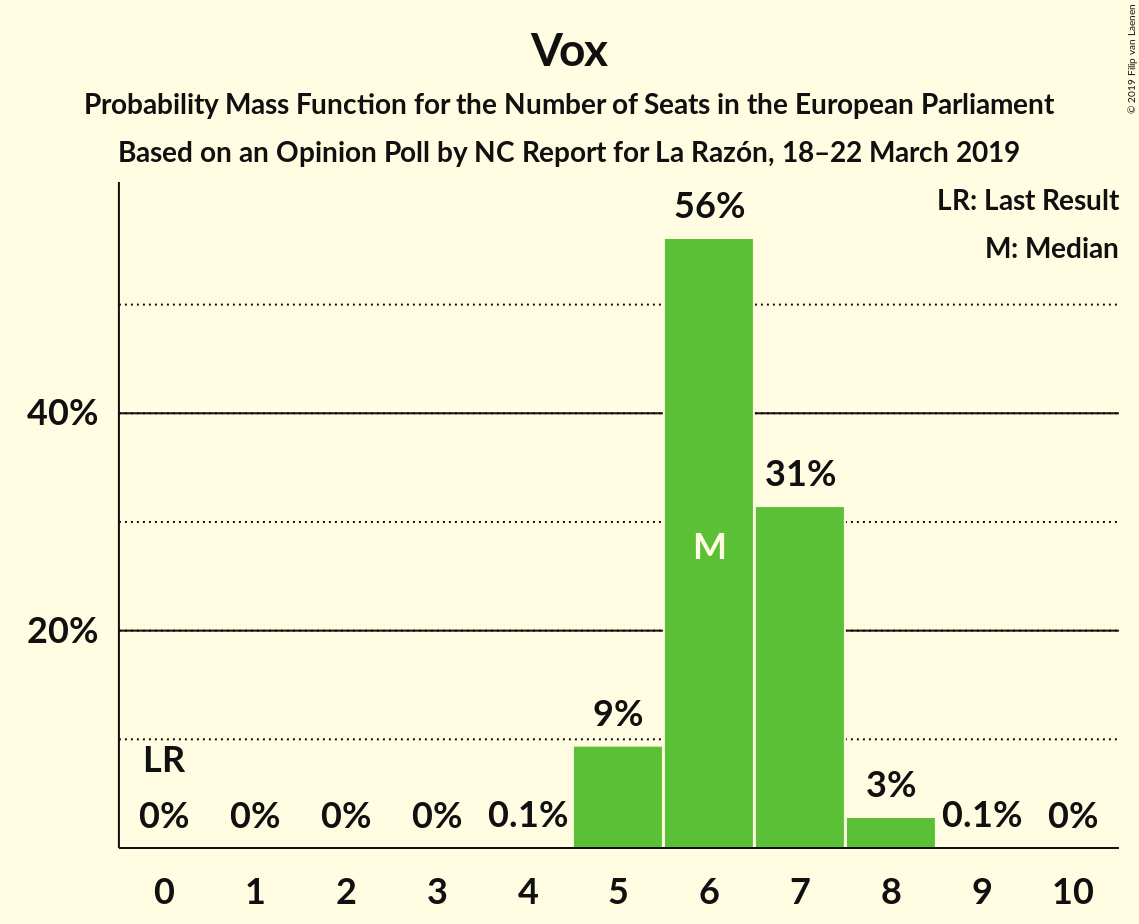 Vox
Probability Mass Function for the Number of Seats in the European Parliament
Based on an Opinion Poll by NC Report for La Razón, 18–22 March 2019
© 2019 Filip van Laenen
LR: Last Result
M: Median
56%
40%
31%
M
20%
9%
LR
3%
0% 0% 0% 0% 0.1% 0.1% 0%
0 1 2 3 4 5 6 7 8 9 10